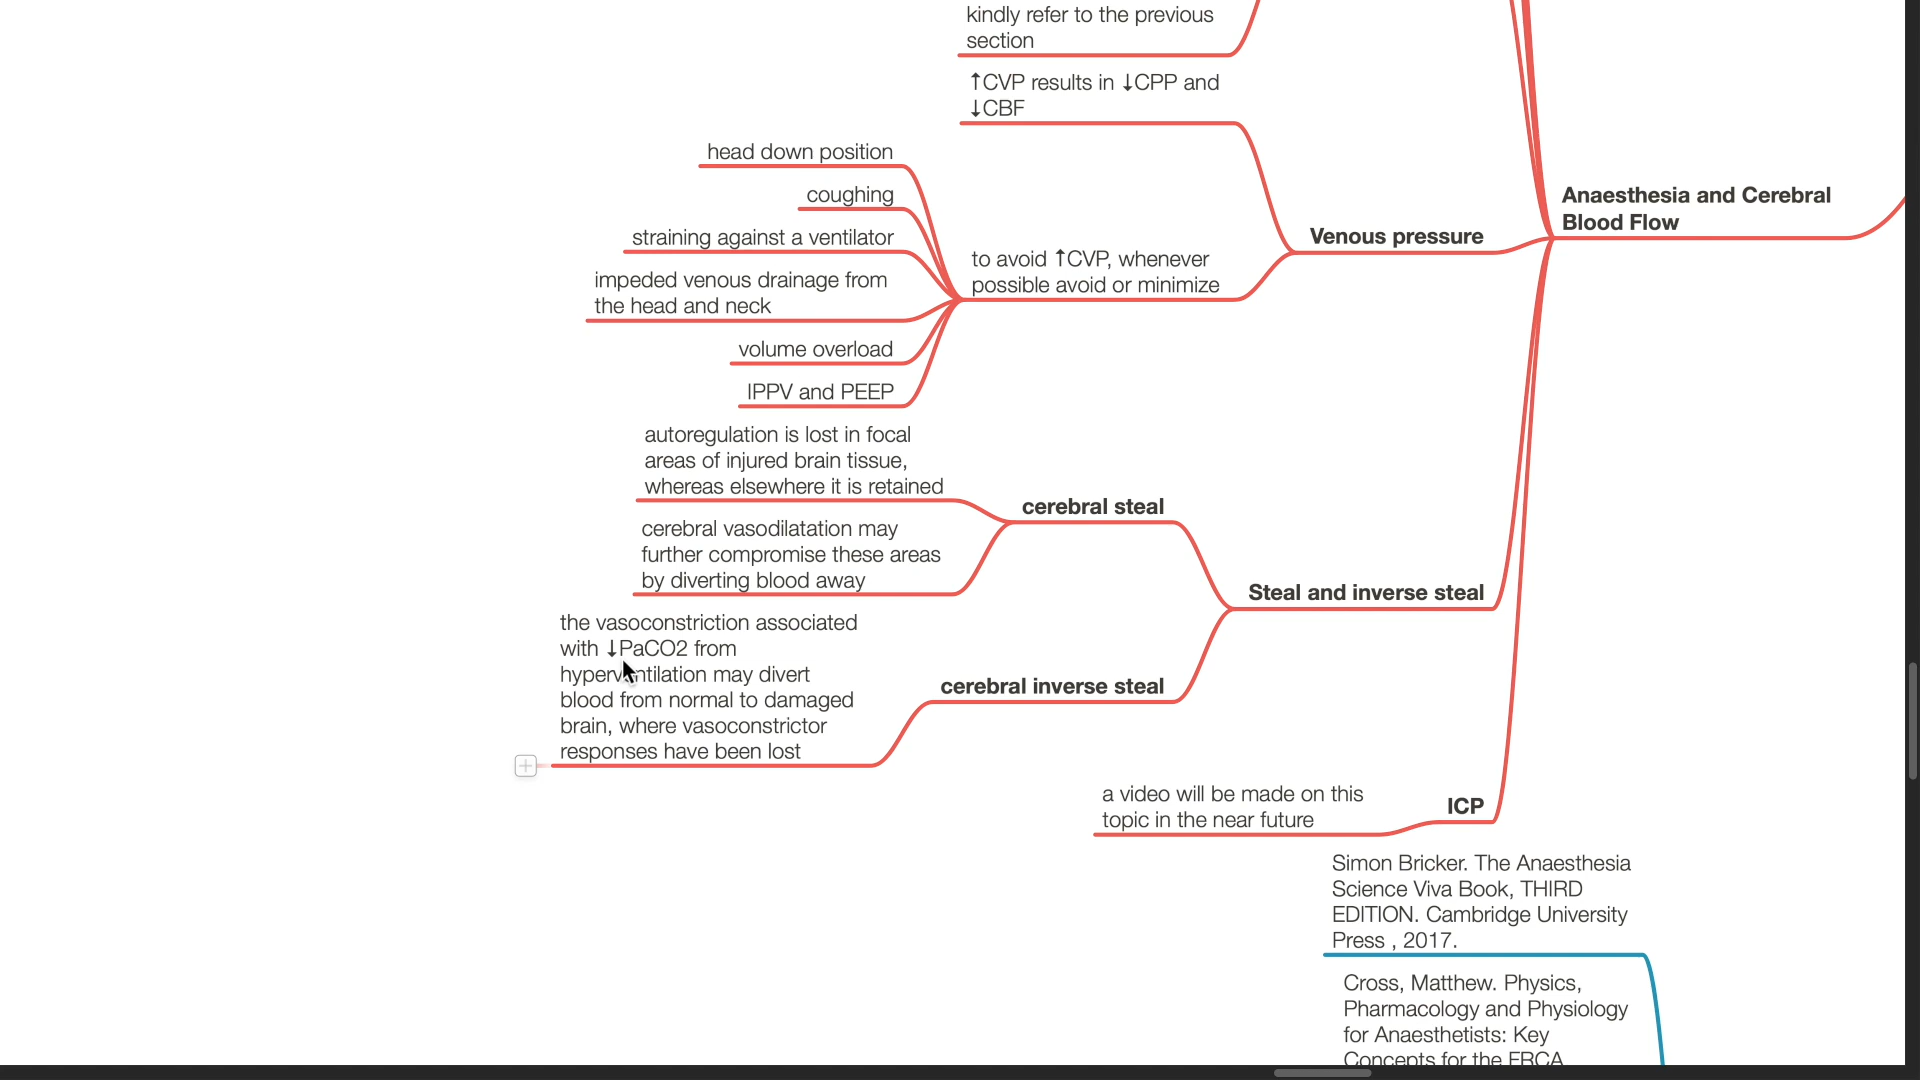 kindly refer to the previous
section
↑CVP results in ↓CPP and
↓CBF
head down position
coughing
straining against a ventilator
impeded venous drainage from
the head and neck
volume overload
IPPV and PEEP
to avoid ↑CVP, whenever
possible avoid or minimize
Venous pressure
Anaesthesia and Cerebral
Blood Flow
autoregulation is lost in focal
areas of injured brain tissue,
whereas elsewhere it is retained
cerebral vasodilatation may
further compromise these areas
by diverting blood away
cerebral steal
Steal and inverse steal
the vasoconstriction associated
with ↓PaCO2 from
hyperventilation may divert
blood from normal to damaged
brain, where vasoconstrictor
responses have been lost
cerebral inverse steal
a video will be made on this
topic in the near future
ICP
Simon Bricker. The Anaesthesia
Science Viva Book, THIRD
EDITION. Cambridge University
Press , 2017.
Cross, Matthew. Physics,
Pharmacology and Physiology
for Anaesthetists: Key
Concepts for the FRCA